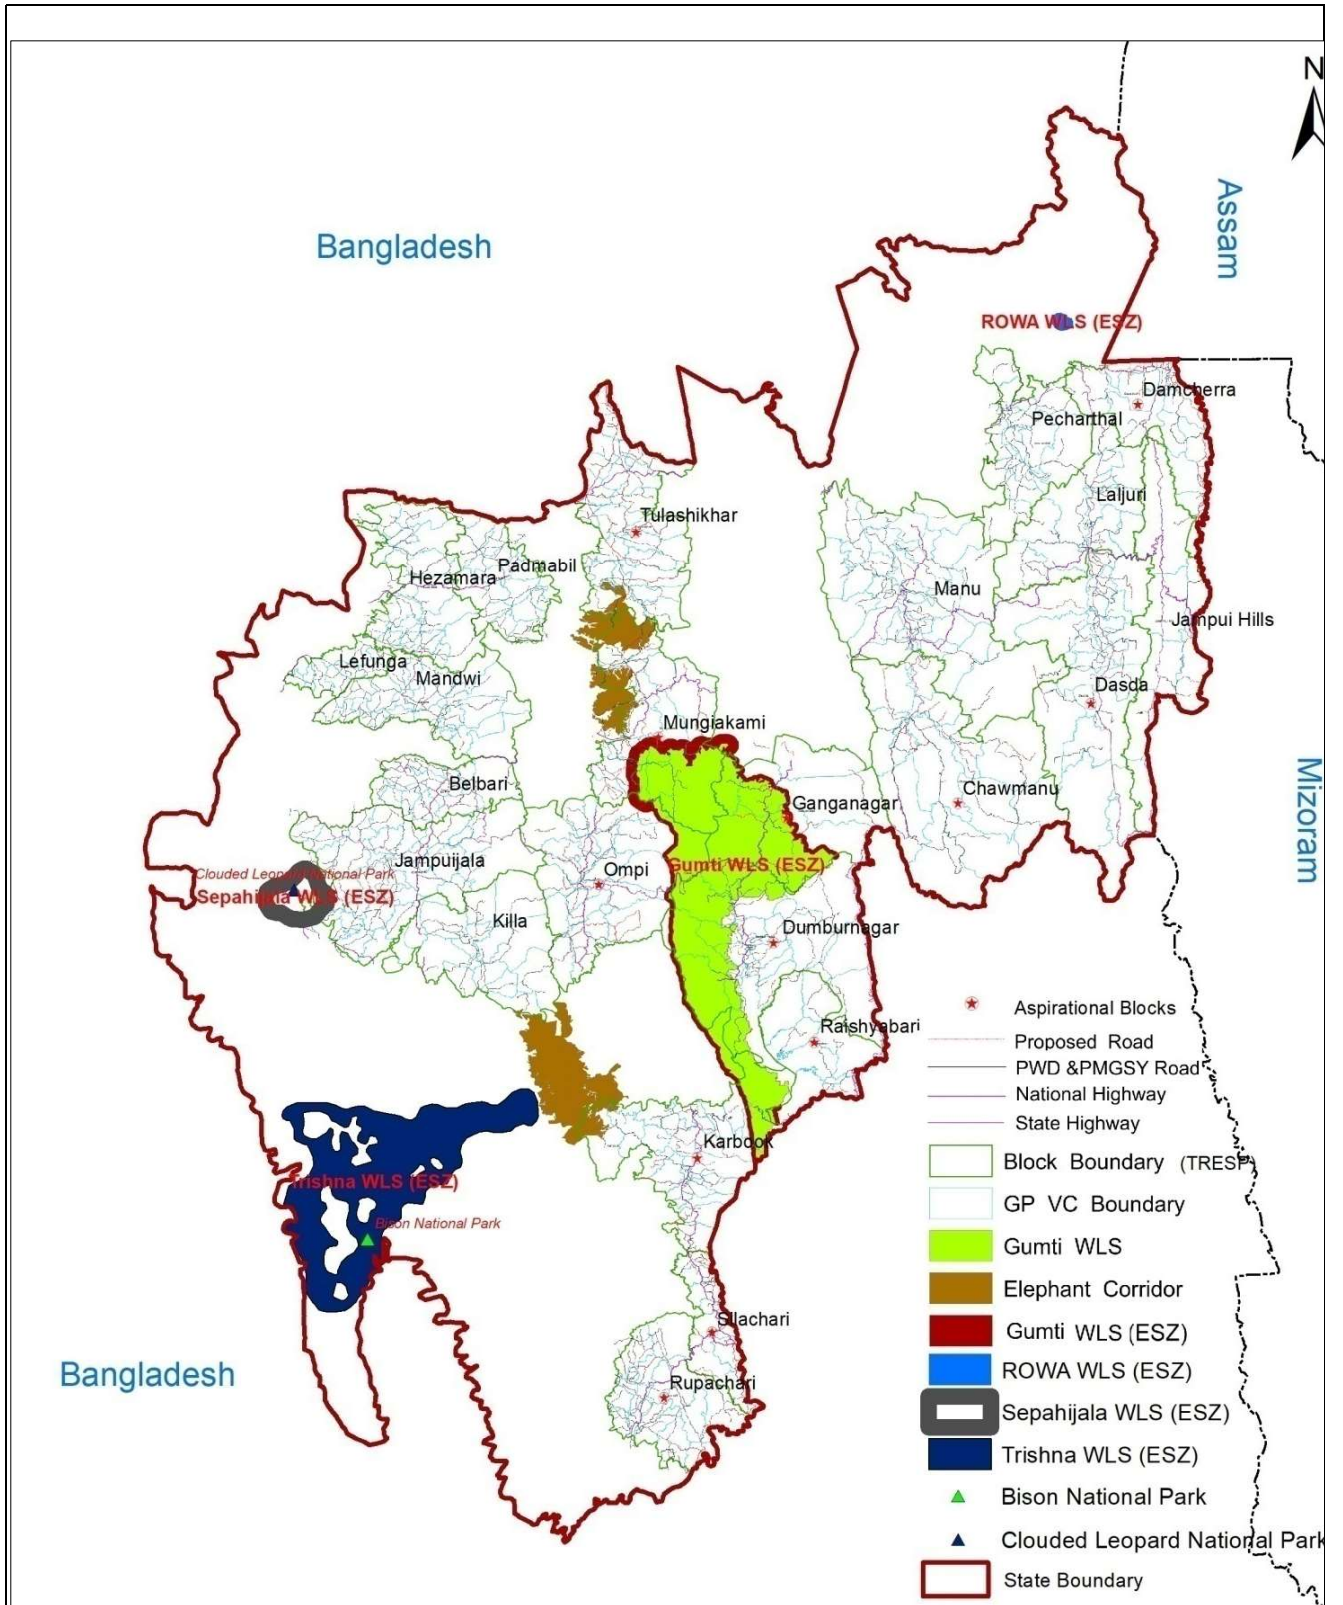 N
Assam
Bangladesh
ROWA WLS (ESZ)
Damcherra
Pecharthal
Laljuri
Tulashikhar
Padmabil
Hezamara
Manu
Jampui Hills
Lefunga
Mandwi
Dasda
Mungiakami
Mizoram
Belbari
Ganganagar
Chawmanu
Jampuijala
Gumti WLS (ESZ)
Clouded Leopard National Park
Ompi
Sepahijala WLS (ESZ)
Killa
Dumburnagar
Raishyabari
Karbook
Trishna WLS (ESZ)
Bison National Park
Silachari
Bangladesh
Rupachari
Aspirational Blocks
Proposed Road
PWD &PMGSY Road
National Highway
State Highway
Block Boundary (TRESP)
GP VC Boundary
Gumti WLS
Elephant Corridor
Gumti WLS (ESZ)
ROWA WLS (ESZ)
Sepahijala WLS (ESZ)
Trishna WLS (ESZ)
Bison National Park
Clouded Leopard National Park
State Boundary